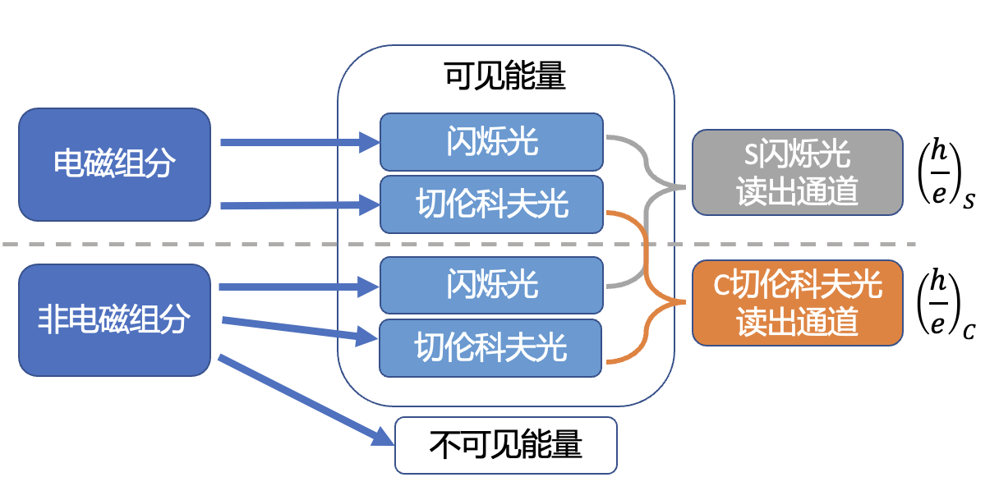 可见能量
电磁组分
闪烁光
切伦科夫光
S闪烁光
读出通道
(h/e)_S
非电磁组分
闪烁光
切伦科夫光
C切伦科夫光
读出通道
(h/e)_C
不可见能量